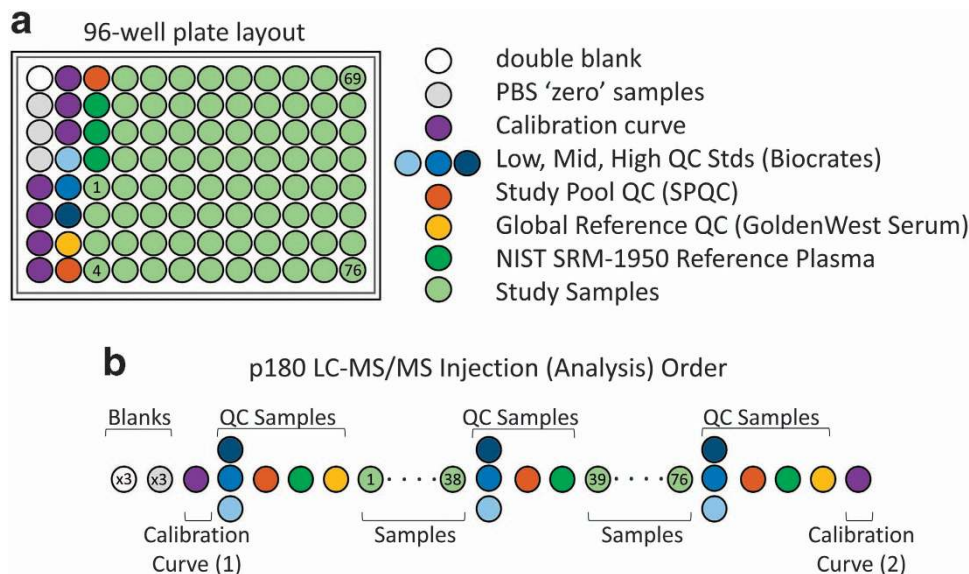 a
96-well plate layout
69
1
4
76
double blank
PBS ‘zero’ samples
Calibration curve
Low, Mid, High QC Stds (Biocrates)
Study Pool QC (SPQC)
Global Reference QC (GoldenWest Serum)
NIST SRM-1950 Reference Plasma
Study Samples
b
p180 LC-MS/MS Injection (Analysis) Order
Blanks
QC Samples
QC Samples
QC Samples
x3 x3 1 38 39 76
Calibration
Curve (1)
Samples
Samples
Calibration
Curve (2)